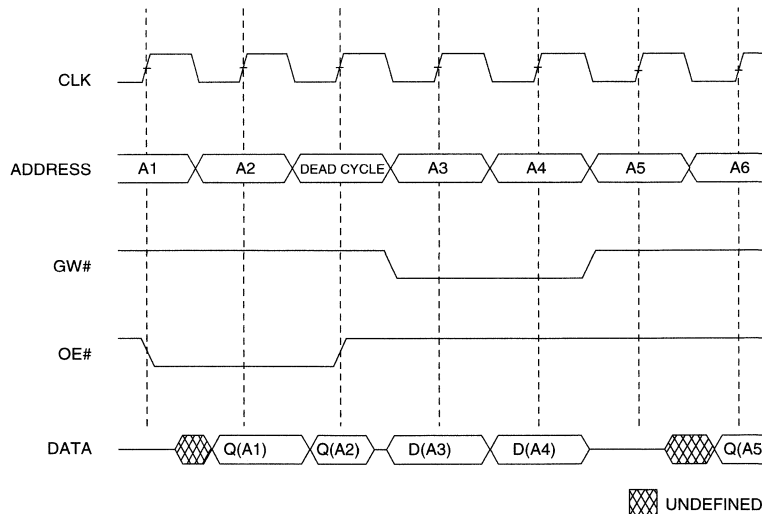 CLK
ADDRESS A1 A2 DEAD CYCLE A3 A4 A5 A6
GW#
OE#
DATA Q(A1) Q(A2) D(A3) D(A4) Q(A5
UNDEFINED